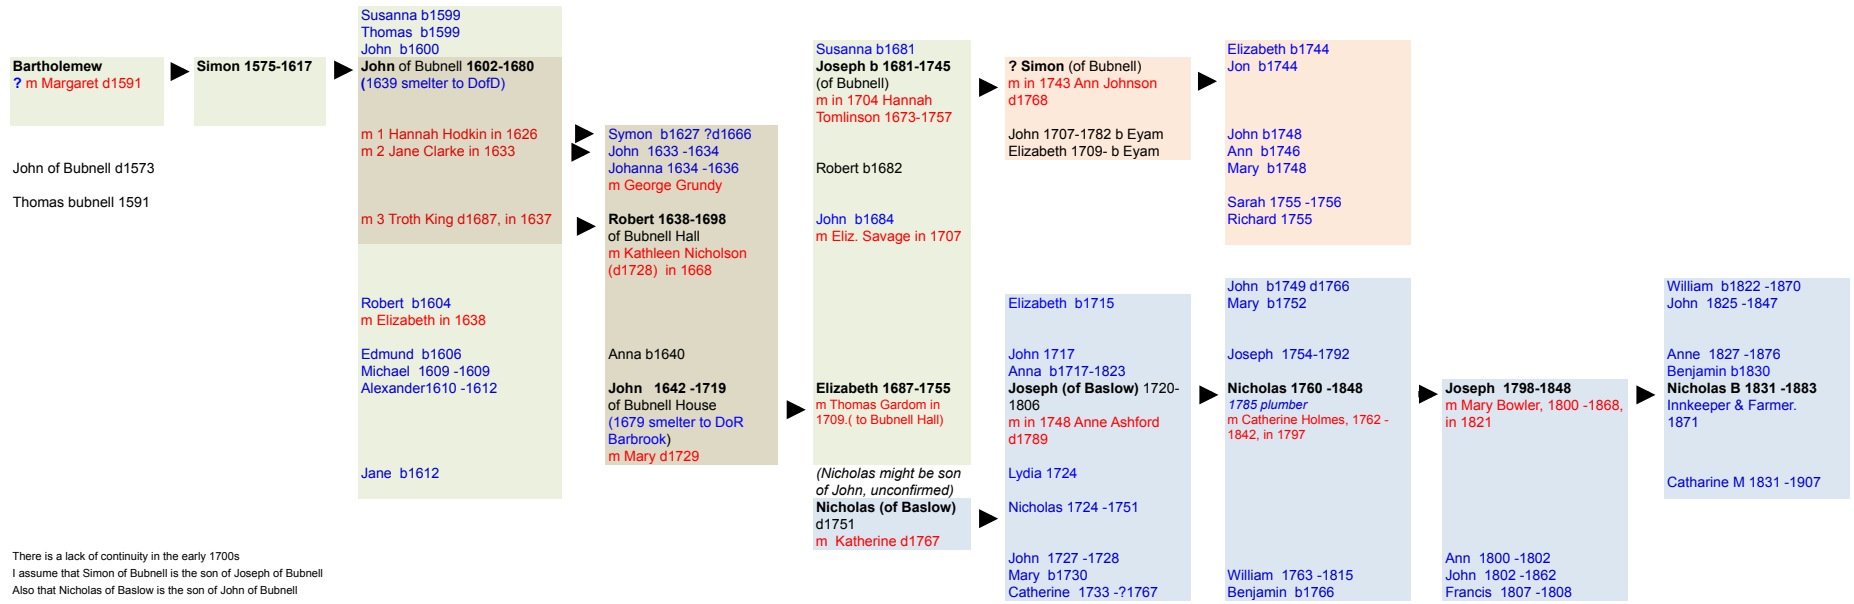 Bartholemew
? m Margaret d1591
John of Bubnell d1573
Thomas bubnell 1591
Simon 1575-1617
Susanna b1599
Thomas b1599
John b1600
John of Bubnell 1602-1680
(1639 smelter to DofD)
m 1 Hannah Hodkin in 1626
m 2 Jane Clarke in 1633
m 3 Troth King d1687, in 1637
Robert b1604
m Elizabeth in 1638
Edmund b1606
Michael 1609 -1609
Alexander1610 -1612
Jane b1612
Symon b1627 ?d1666
John 1633 -1634
Johanna 1634 -1636
m George Grundy
Robert 1638-1698
of Bubnell Hall
m Kathleen Nicholson
(d1728) in 1668
Anna b1640
John 1642 -1719
of Bubnell House
(1679 smelter to DoR
Barbrook)
m Mary d1729
Susanna b1681
Joseph b 1681-1745
(of Bubnell)
m in 1704 Hannah
Tomlinson 1673-1757
Robert b1682
John b1684
m Eliz. Savage in 1707
Elizabeth 1687-1755
m Thomas Gardom in
1709.( to Bubnell Hall)
(Nicholas might be son
of John, unconfirmed)
Nicholas (of Baslow)
d1751
m Katherine d1767
? Simon (of Bubnell)
m in 1743 Ann Johnson
d1768
John 1707-1782 b Eyam
Elizabeth 1709- b Eyam
Elizabeth b1715
John 1717
Anna b1717-1823
Joseph (of Baslow) 1720-
1806
m in 1748 Anne Ashford
d1789
Lydia 1724
Nicholas 1724 -1751
John 1727 -1728
Mary b1730
Catherine 1733 -?1767
Elizabeth b1744
Jon b1744
John b1748
Ann b1746
Mary b1748
Sarah 1755 -1756
Richard 1755
John b1749 d1766
Mary b1752
Joseph 1754-1792
Nicholas 1760 -1848
1785 plumber
m Catherine Holmes, 1762 -
1842, in 1797
William 1763 -1815
Benjamin b1766
Joseph 1798-1848
m Mary Bowler, 1800 -1868,
in 1821
Ann 1800 -1802
John 1802 -1862
Francis 1807 -1808
William b1822 -1870
John 1825 -1847
Anne 1827 -1876
Benjamin b1830
Nicholas B 1831 -1883
Innkeeper & Farmer.
1871
Catharine M 1831 -1907
There is a lack of continuity in the early 1700s
I assume that Simon of Bubnell is the son of Joseph of Bubnell
Also that Nicholas of Baslow is the son of John of Bubnell